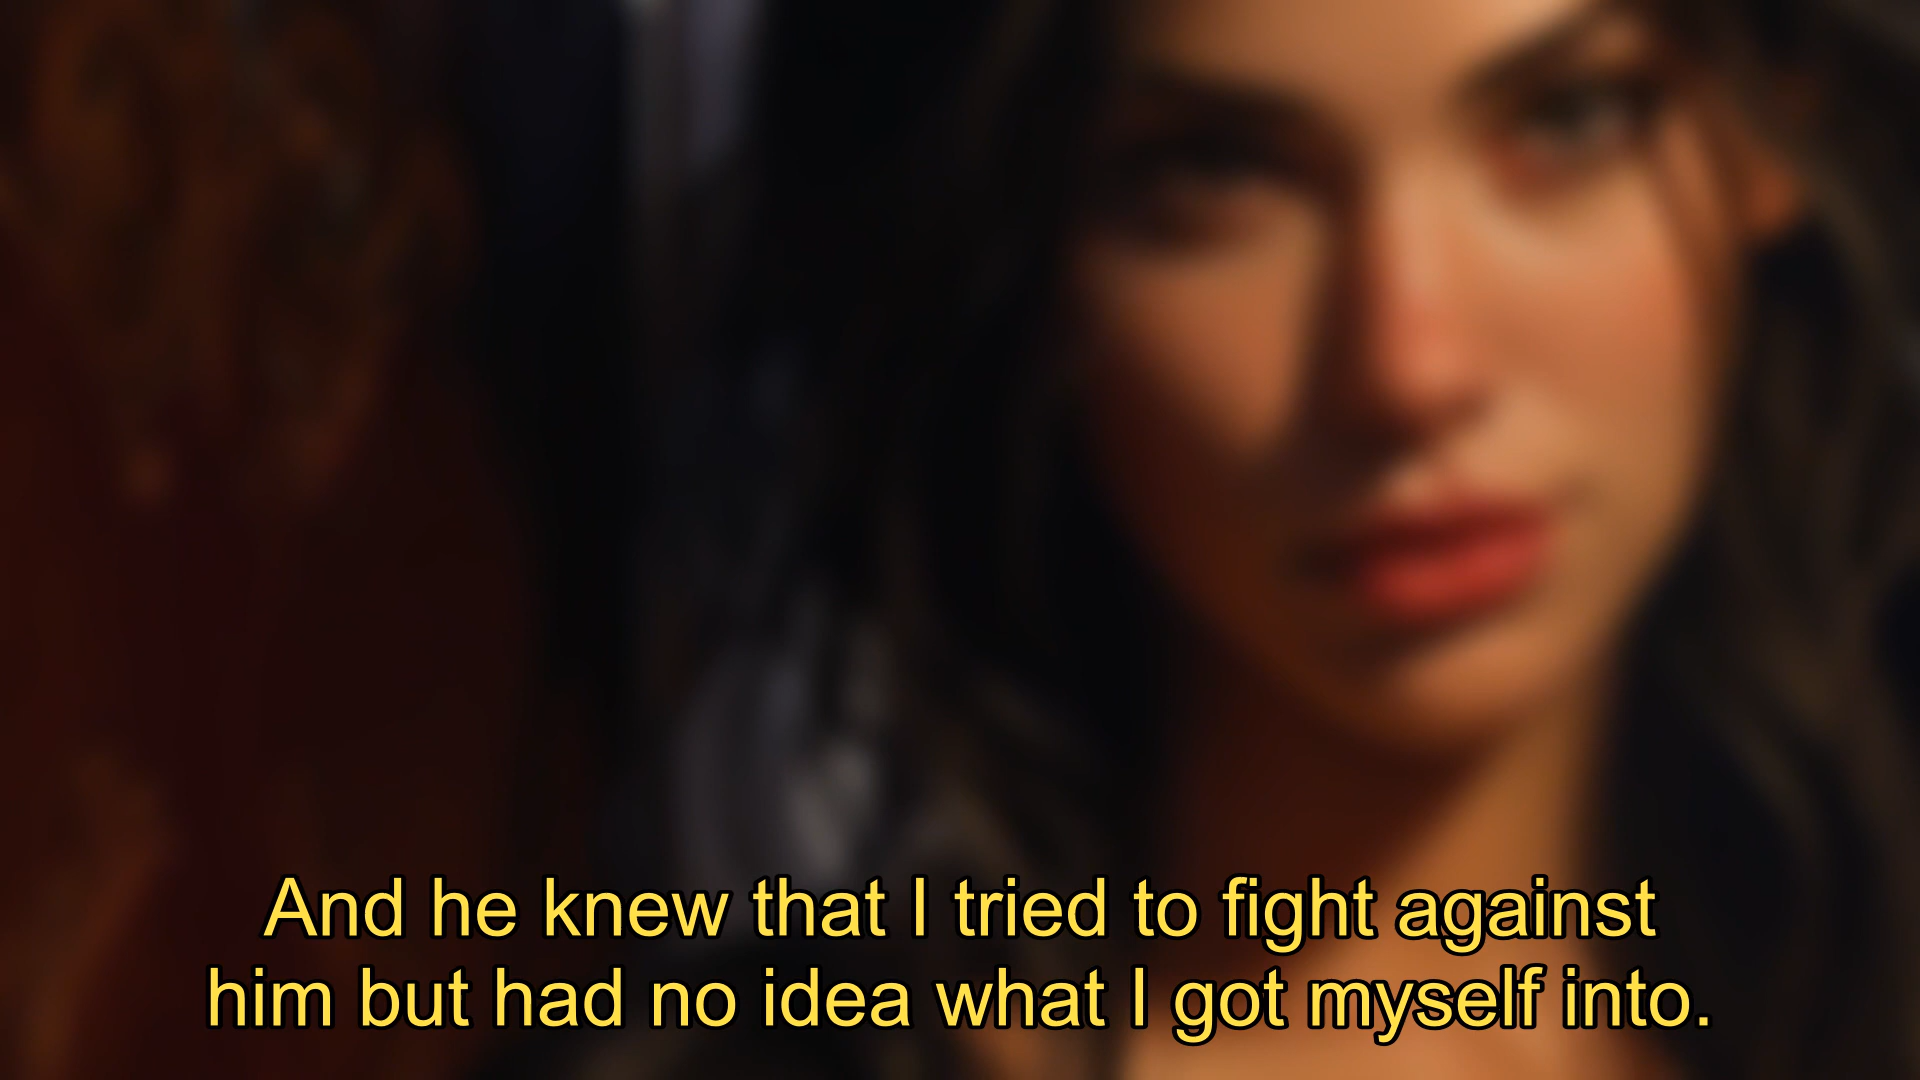 And he knew that I tried to fight against
him but had no idea what I got myself into.